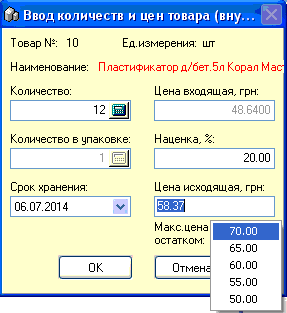 Ввод количеств и цен товара (вну...
Товар №: 10 Ед.измерения: шт
Наименование: Пластификатор д/бет.5л Корал Маст
Количество: Цена входящая, грн:
12 48.6400
Количество в упаковке: Наценка, %:
1 20.00
Срок хранения: Цена исходящая, грн:
06.07.2014 58.37
Макс.цена
остатком:
70.00
65.00
60.00
55.00
50.00
OK Отмена